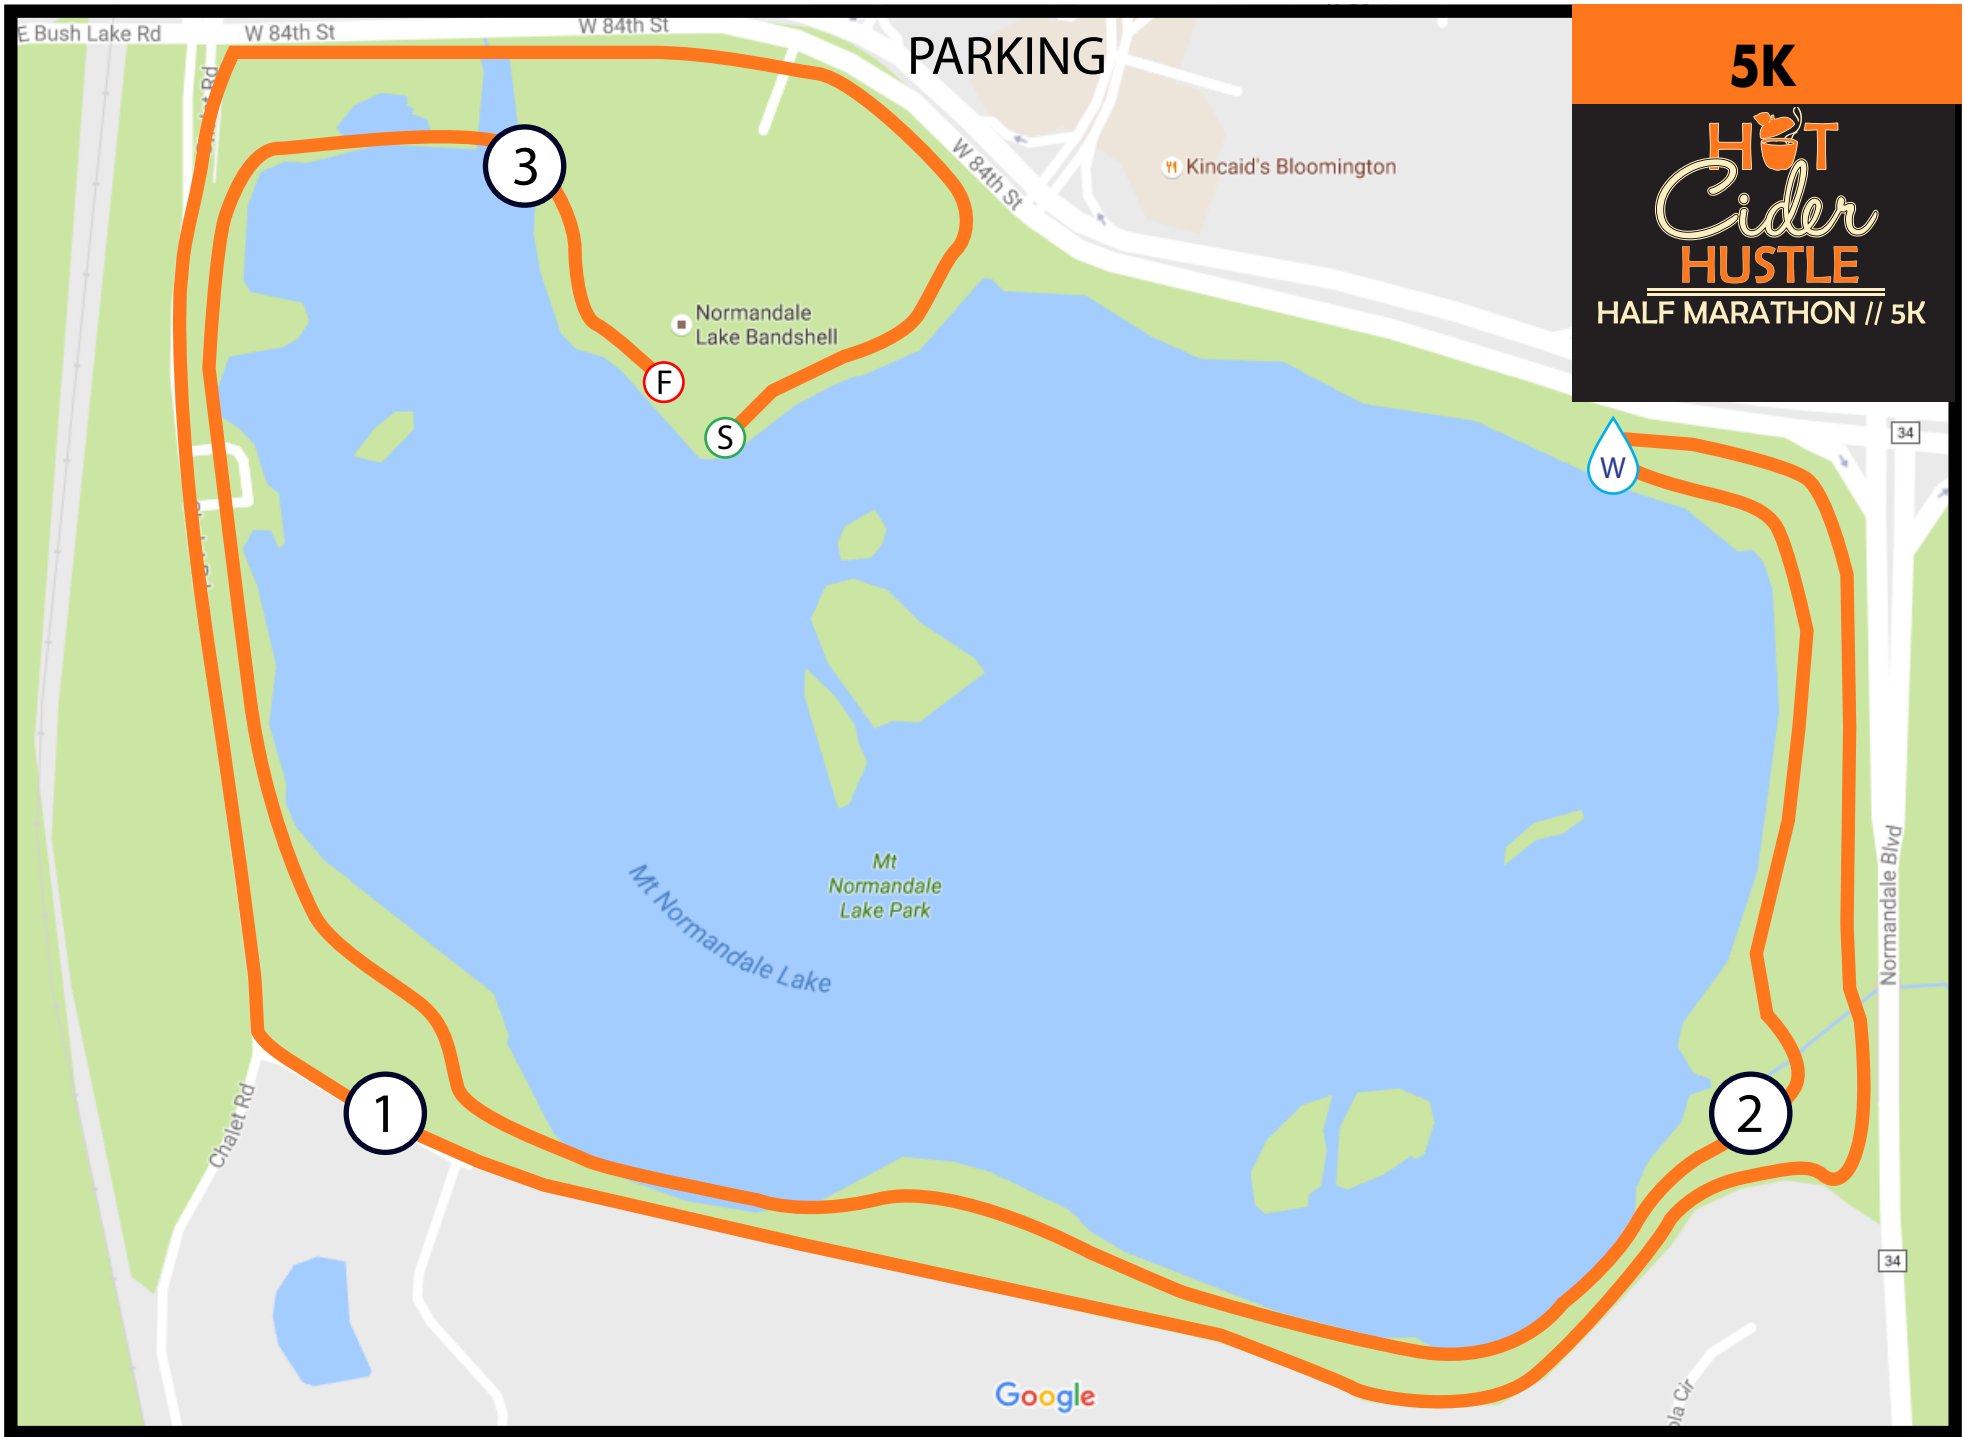 E Bush Lake Rd
W 84th St
W 84th St
PARKING
5K
HOT
Cider
HUSTLE
HALF MARATHON // 5K
W 84th St
Kincaid's Bloomington
3
Normandale
Lake Bandshell
F
S
W
34
Mt
Normandale
Lake Park
Mt Normandale Lake
Normandale Blvd
Chalet Rd
1
2
34
Google